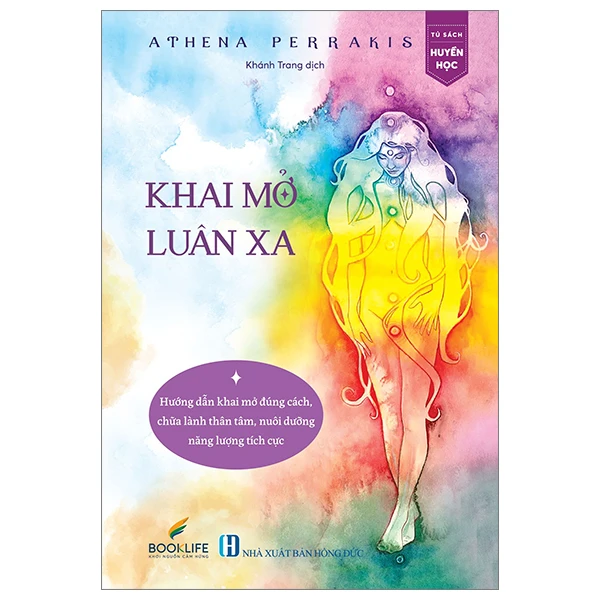 ATHENA PERRAKIS
Khánh Trang dịch
TỦ SÁCH
HUYỀN
HỌC
KHAI MỞ
LUÂN XA
Hướng dẫn khai mở đúng cách,
chữa lành thân tâm, nuôi dưỡng
năng lượng tích cực
BOOKLIFE
KHƠI NGUỒN CẢM HỨNG
NHÀ XUẤT BẢN HỒNG ĐỨC